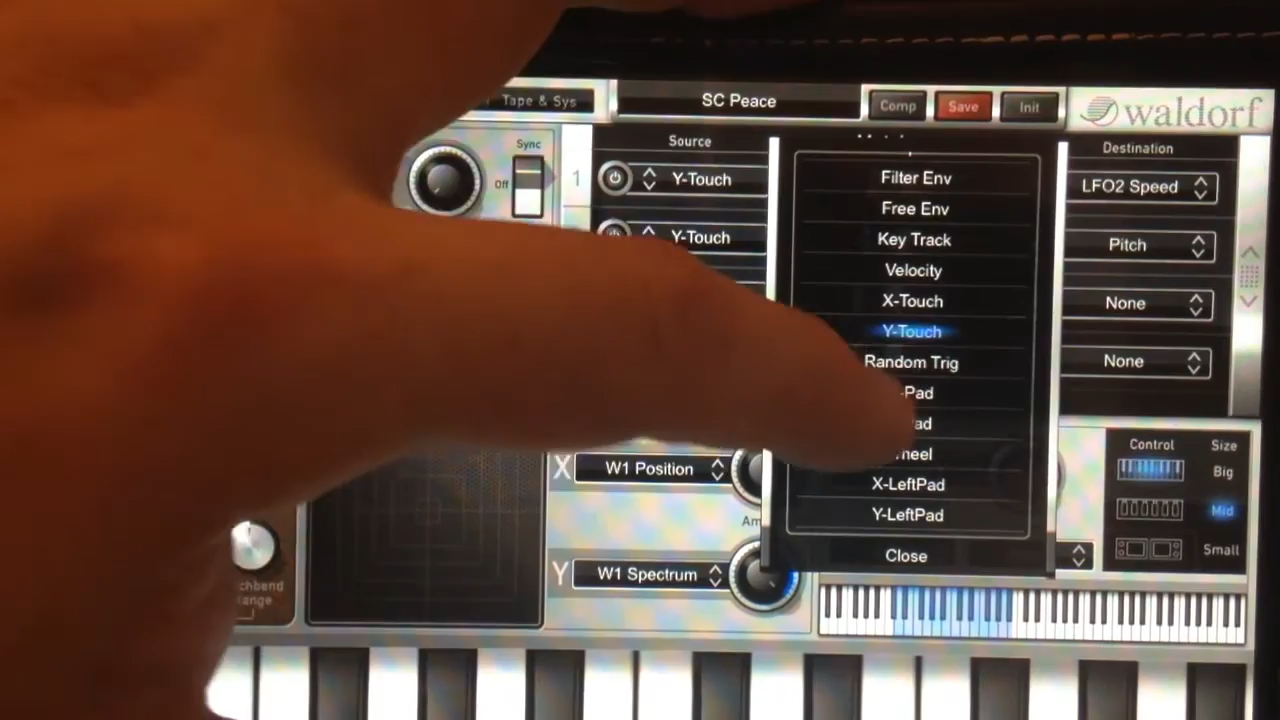 Tape & Sys
SC Peace
Comp
Save
Init
waldorf
Sync
Off
Source
Destination
1
Y-Touch
LFO2 Speed
Y-Touch
Pitch
None
None
Filter Env
Free Env
Key Track
Velocity
X-Touch
Y-Touch
Random Trig
-Pad
X-LeftPad
Y-LeftPad
Close
X
W1 Position
Y
W1 Spectrum
Control
Size
Big
Mid
Small